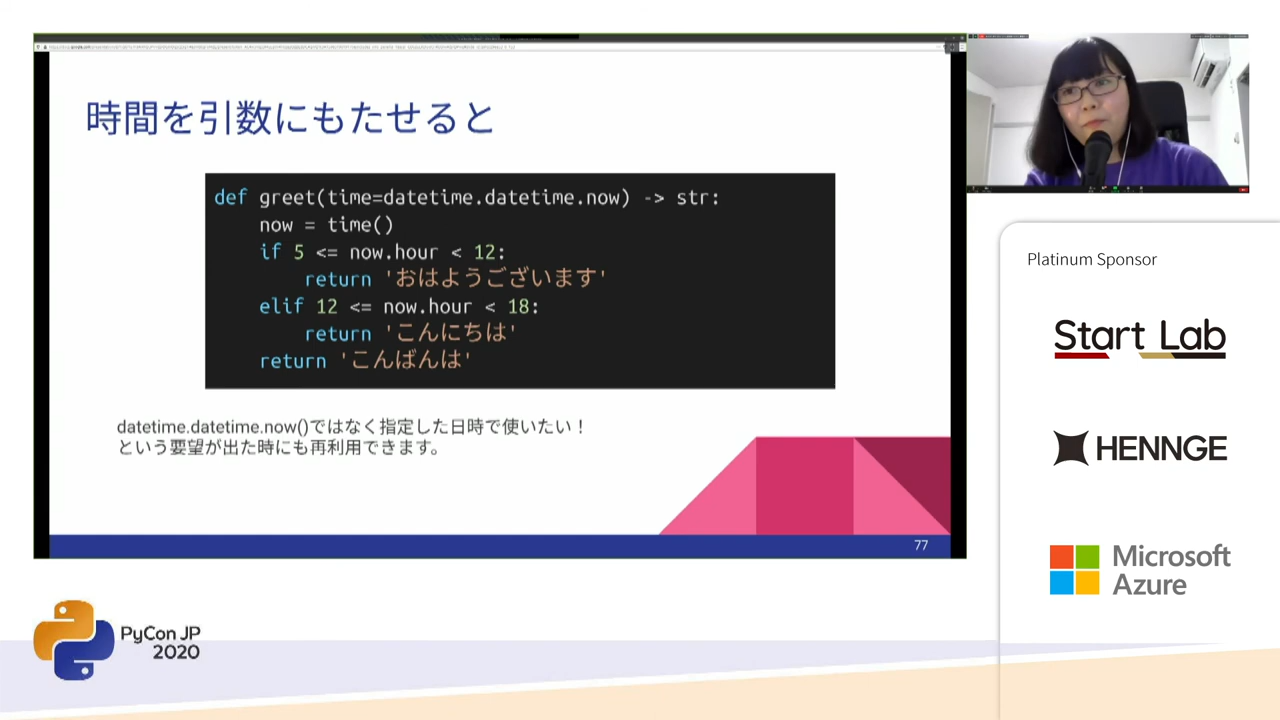 時間を引数にもたせると
def greet(time=datetime.datetime.now) -> str:
now = time()
if 5 <= now.hour < 12:
return 'おはようございます'
elif 12 <= now.hour < 18:
return 'こんにちは'
return 'こんばんは'
datetime.datetime.now()ではなく指定した日時で使いたい！
という要望が出た時にも再利用できます。
77
Platinum Sponsor
Start Lab
HENNGE
Microsoft
Azure
PyCon JP
2020